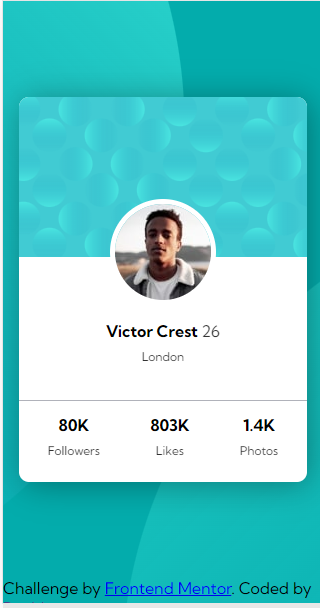 Victor Crest 26
London
80K 803K 1.4K
Followers Likes Photos
Challenge by Frontend Mentor. Coded by